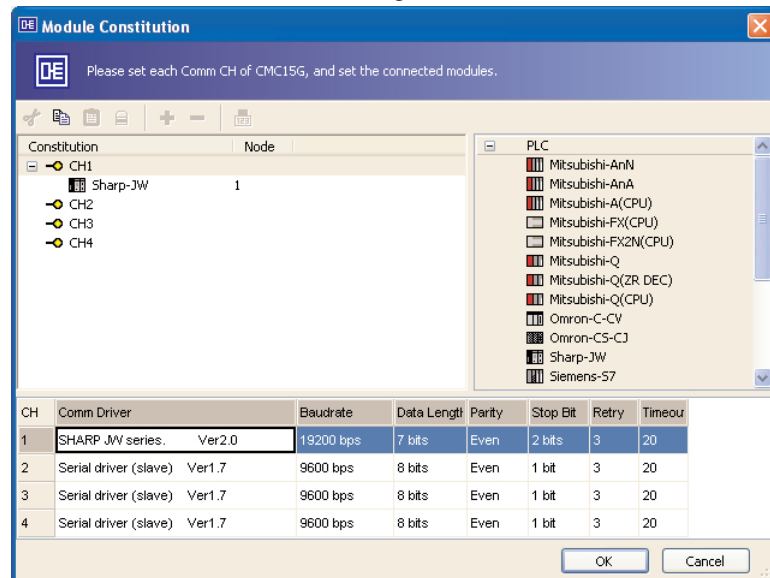 Module Constitution
Please set each Comm CH of CMC15G, and set the connected modules.
Constitution Node
CH1
Sharp-JW 1
CH2
CH3
CH4
PLC
Mitsubishi-AnN
Mitsubishi-AnA
Mitsubishi-A(CPU)
Mitsubishi-FX(CPU)
Mitsubishi-FX2N(CPU)
Mitsubishi-Q
Mitsubishi-Q(ZR DEC)
Mitsubishi-Q(CPU)
Omron-C-CV
Omron-CS-CJ
Sharp-JW
Siemens-S7
CH Comm Driver Baudrate Data Length Parity Stop Bit Retry Timeou
1 SHARP JW series. Ver2.0 19200 bps 7 bits Even 2 bits 3 20
2 Serial driver (slave) Ver1.7 9600 bps 8 bits Even 1 bit 3 20
3 Serial driver (slave) Ver1.7 9600 bps 8 bits Even 1 bit 3 20
4 Serial driver (slave) Ver1.7 9600 bps 8 bits Even 1 bit 3 20
OK Cancel